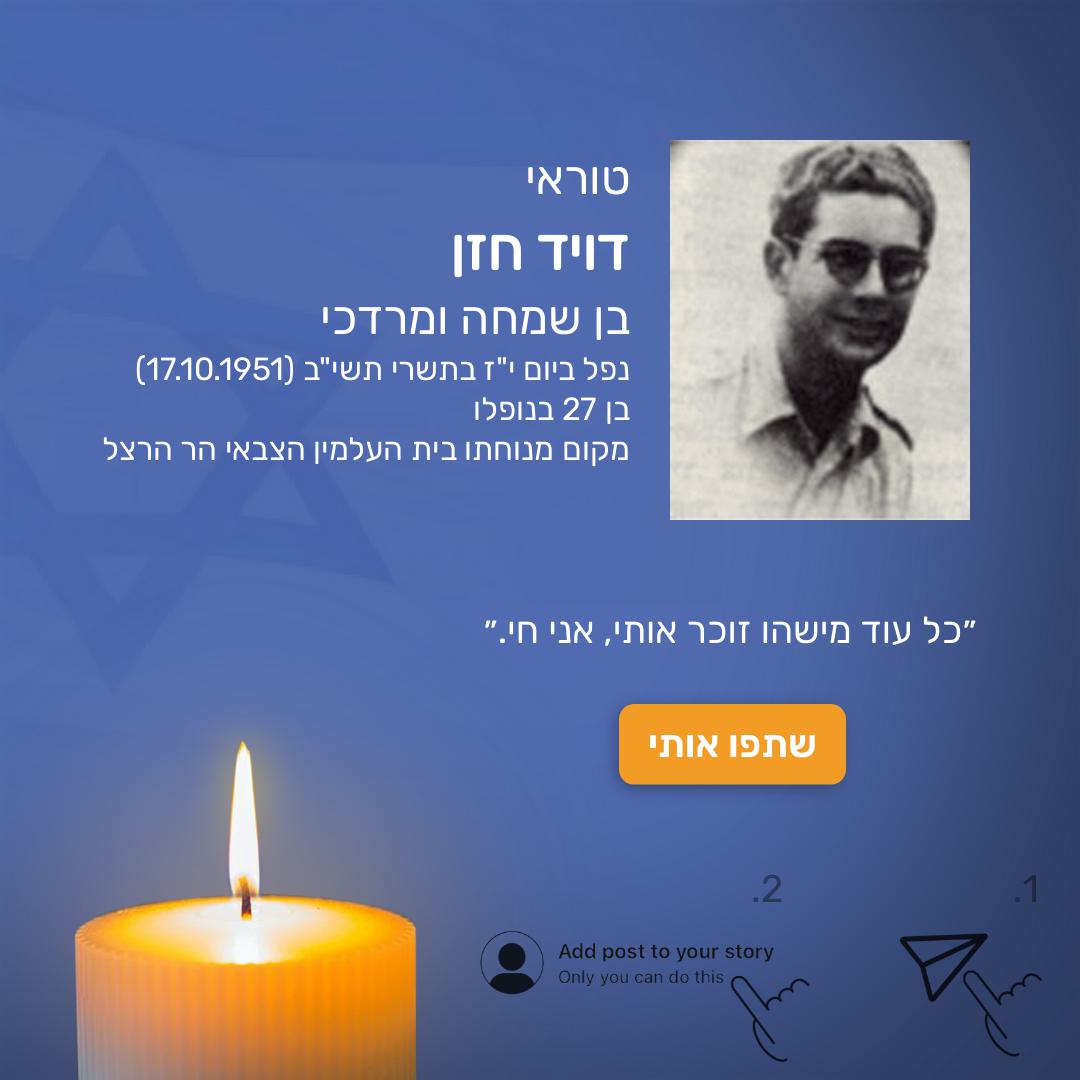 טוראי
דויד חזן
בן שמחה ומרדכי
נפל ביום י"ז בתשרי תשי"ב (17.10.1951)
בן 27 בנופלו
מקום מנוחתו בית העלמין הצבאי הר הרצל
״כל עוד מישהו זוכר אותי, אני חי.״
שתפו אותי
1.
2.
Add post to your story
Only you can do this